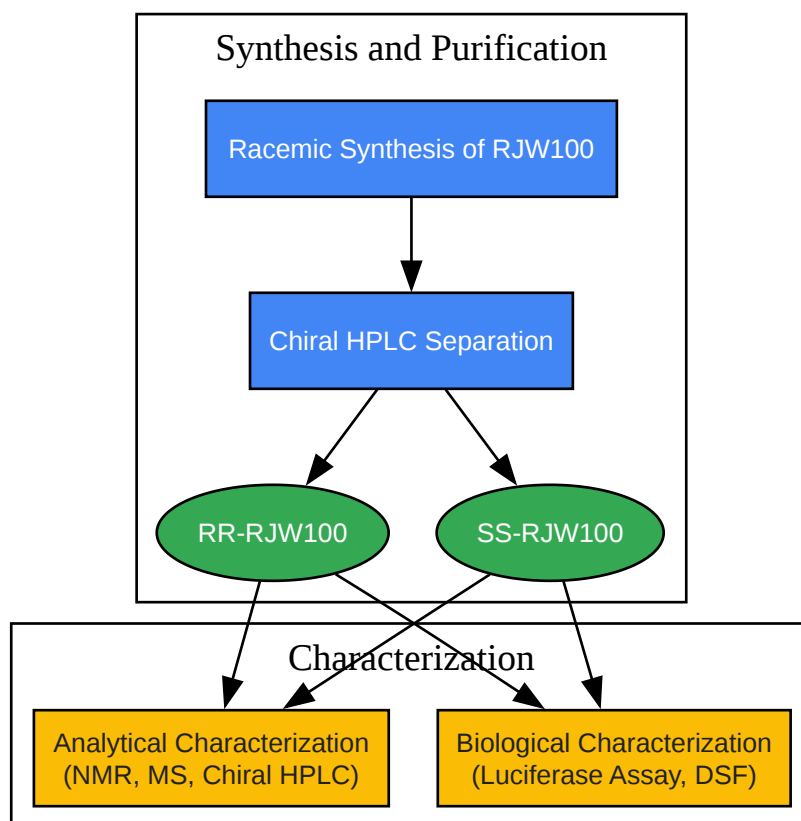 Synthesis and Purification
Racemic Synthesis of RJW100
Chiral HPLC Separation
RR-RJW100
SS-RJW100
Characterization
Analytical Characterization
(NMR, MS, Chiral HPLC)
Biological Characterization
(Luciferase Assay, DSF)